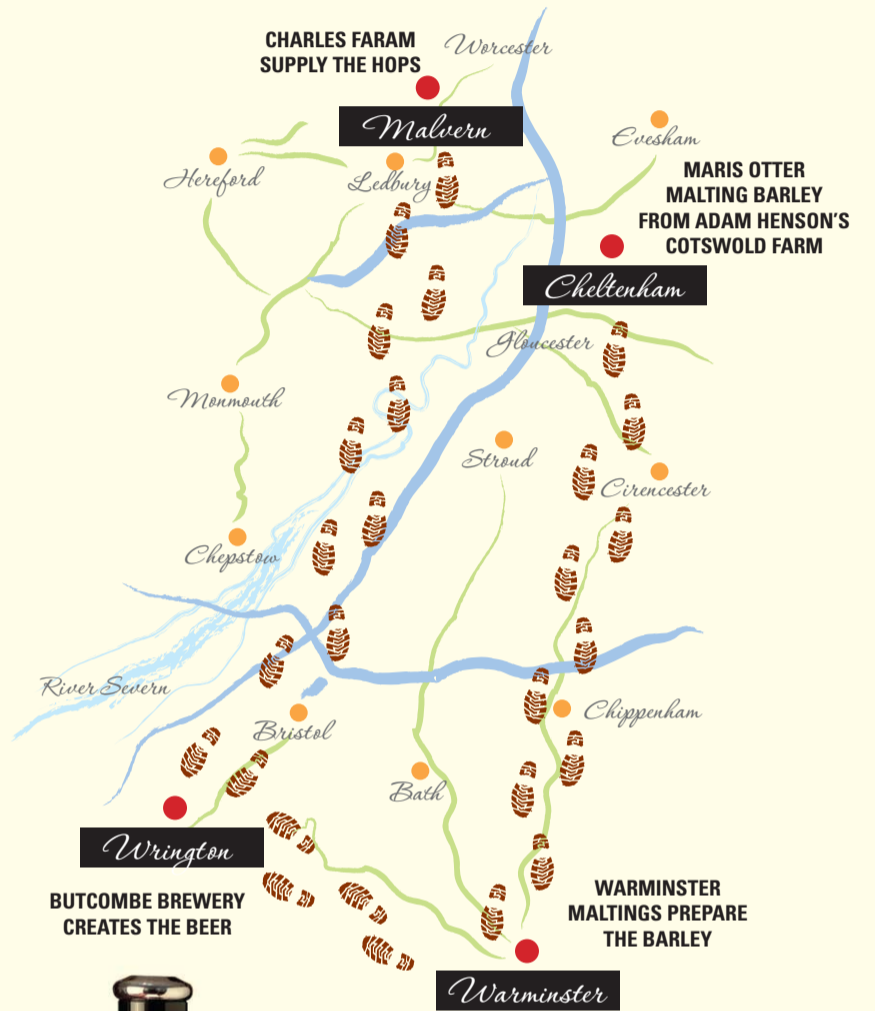 CHARLES FARAM
SUPPLY THE HOPS
Worcester
Malvern
Evesham
Hereford
Ledbury
MARIS OTTER
MALTING BARLEY
FROM ADAM HENSON'S
COTSWOLD FARM
Cheltenham
Gloucester
Monmouth
Stroud
Cirencester
Chepstow
River Severn
Bristol
Chippenham
Bath
Wrington
BUTCOMBE BREWERY
CREATES THE BEER
WARMINSTER
MALTINGS PREPARE
THE BARLEY
Warminster